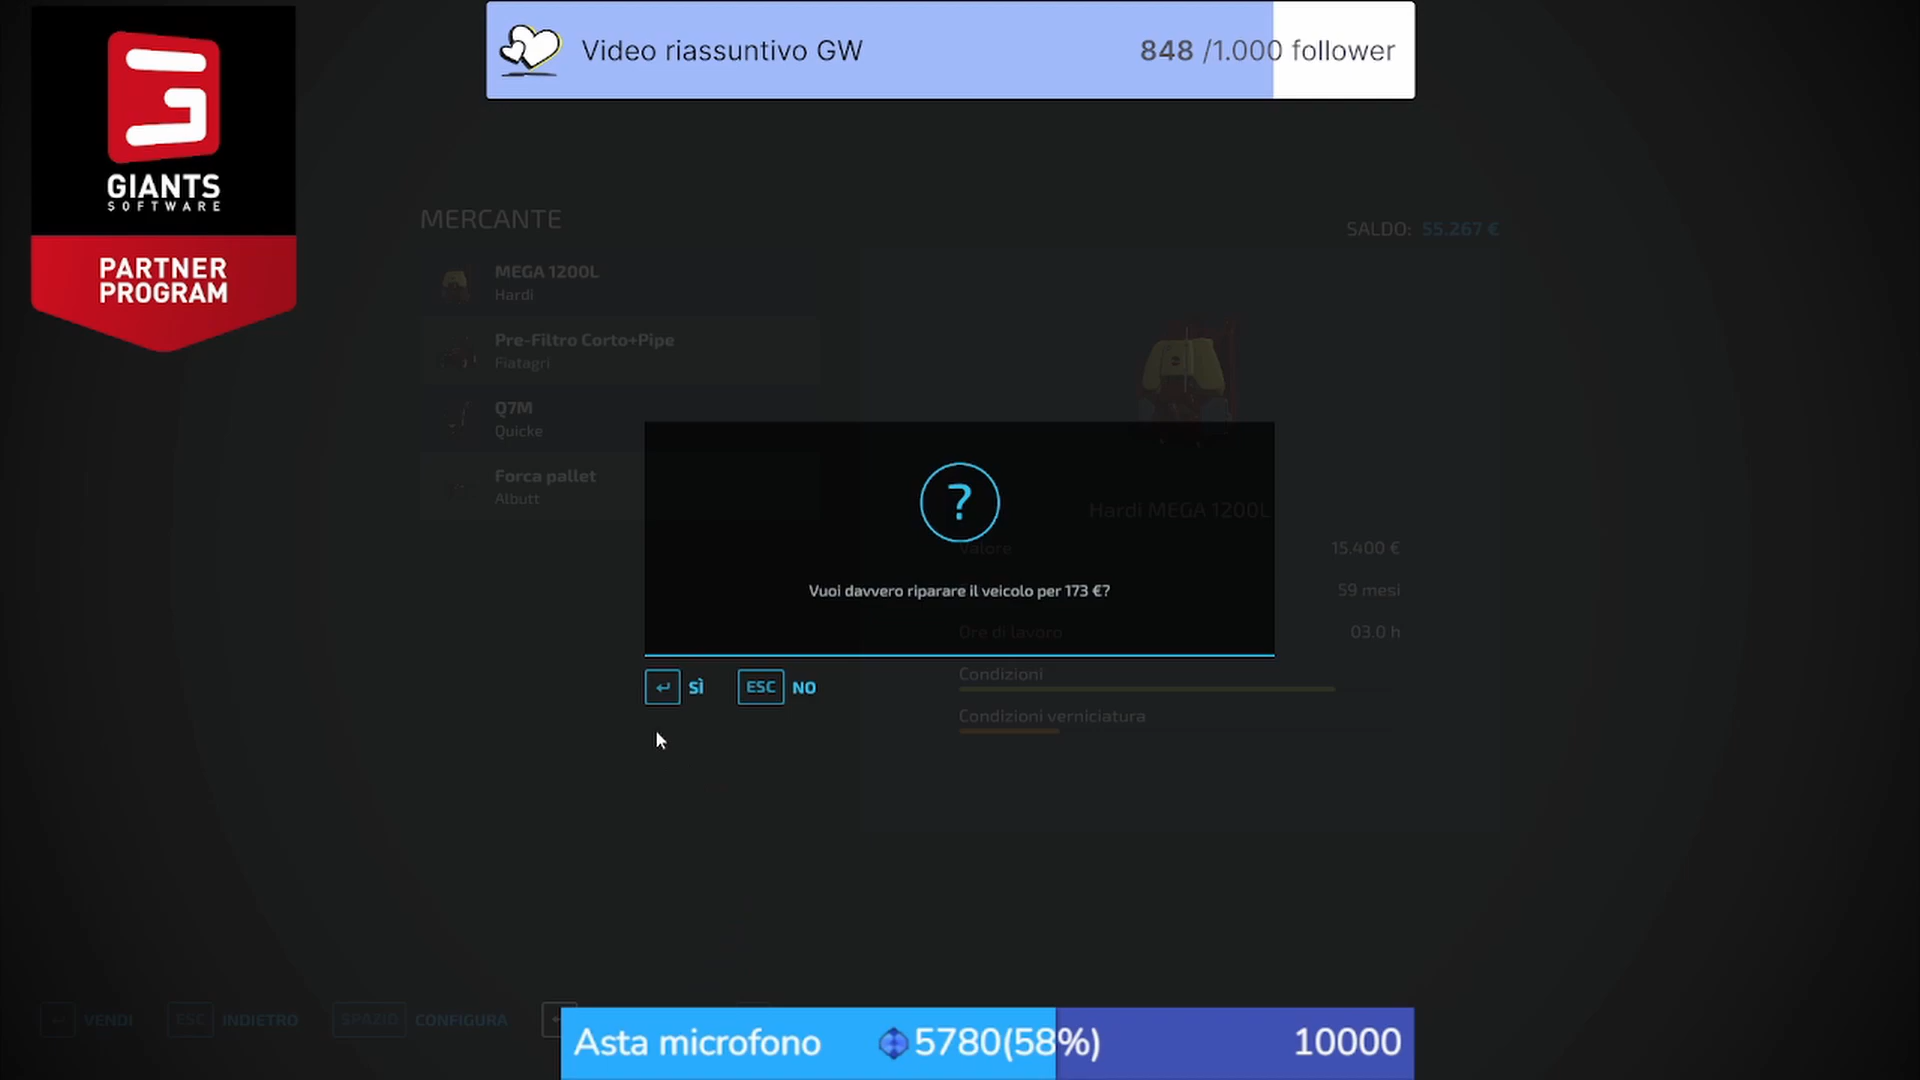 Video riassuntivo GW
848 /1.000 follower
GIANTS
SOFTWARE
PARTNER
PROGRAM
MERCANTE
SALDO: 55.267 €
MEGA 1200L
Hardi
Pre-Filtro Corto+Pipe
Fiatagri
Q7M
Quicke
Forca pallet
Albutt
?
Hardi MEGA 1200L
Valore 15.400 €
59 mesi
Vuoi davvero riparare il veicolo per 173 €?
Ore di lavoro 03.0 h
Condizioni
Condizioni verniciatura
SÌ
ESC NO
VENDI
ESC INDIETRO
SPAZIO CONFIGURA
Asta microfono 5780(58%) 10000